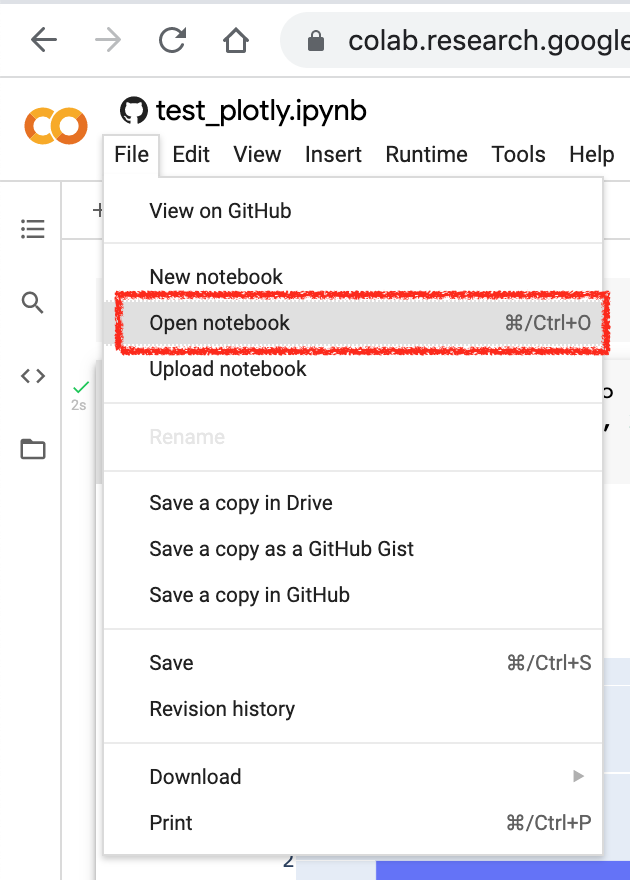 colab.research.google
test_plotly.ipynb
File Edit View Insert Runtime Tools Help
View on GitHub
New notebook
Open notebook ⌘/Ctrl+O
Upload notebook
2s
Rename
Save a copy in Drive
Save a copy as a GitHub Gist
Save a copy in GitHub
Save ⌘/Ctrl+S
Revision history
Download
Print ⌘/Ctrl+P
2